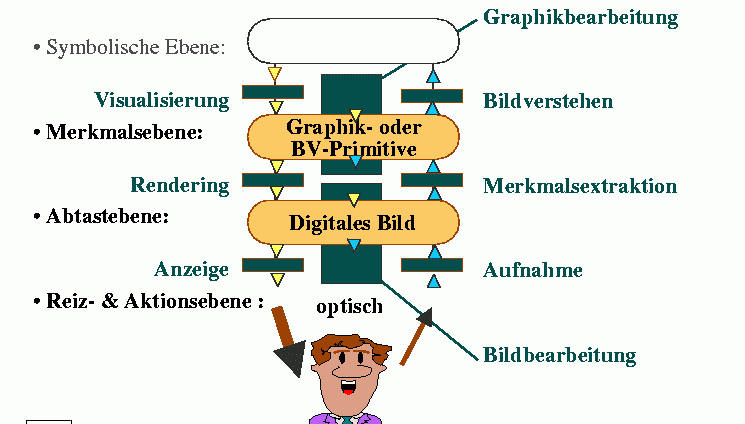 Graphikbearbeitung
• Symbolische Ebene:
Visualisierung
Bildverstehen
• Merkmalsebene:
Graphik- oder
BV-Primitive
Rendering
Merkmalsextraktion
• Abtastebene:
Digitales Bild
Anzeige
Aufnahme
• Reiz- & Aktionsebene :
optisch
Bildbearbeitung